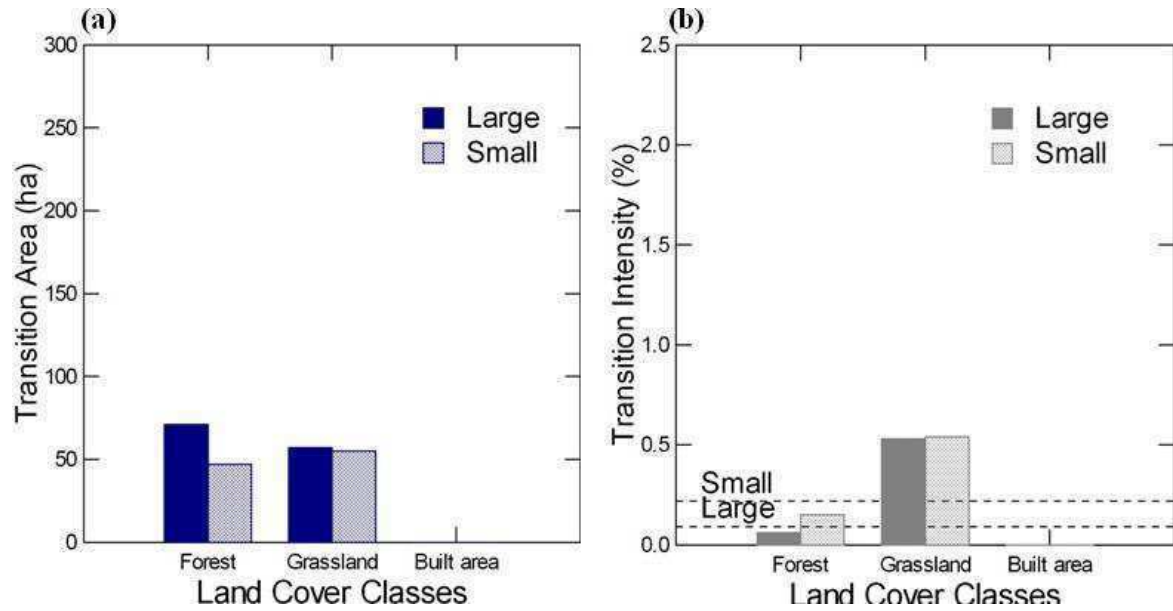 (a)
300
250
200
150
100
50
0
Transition Area (ha)
Large
Small
Forest Grassland Built area
Land Cover Classes
(b)
2.5
2.0
1.5
1.0
0.5
0.0
Transition Intensity (%)
Large
Small
Small
Large
Forest Grassland Built area
Land Cover Classes